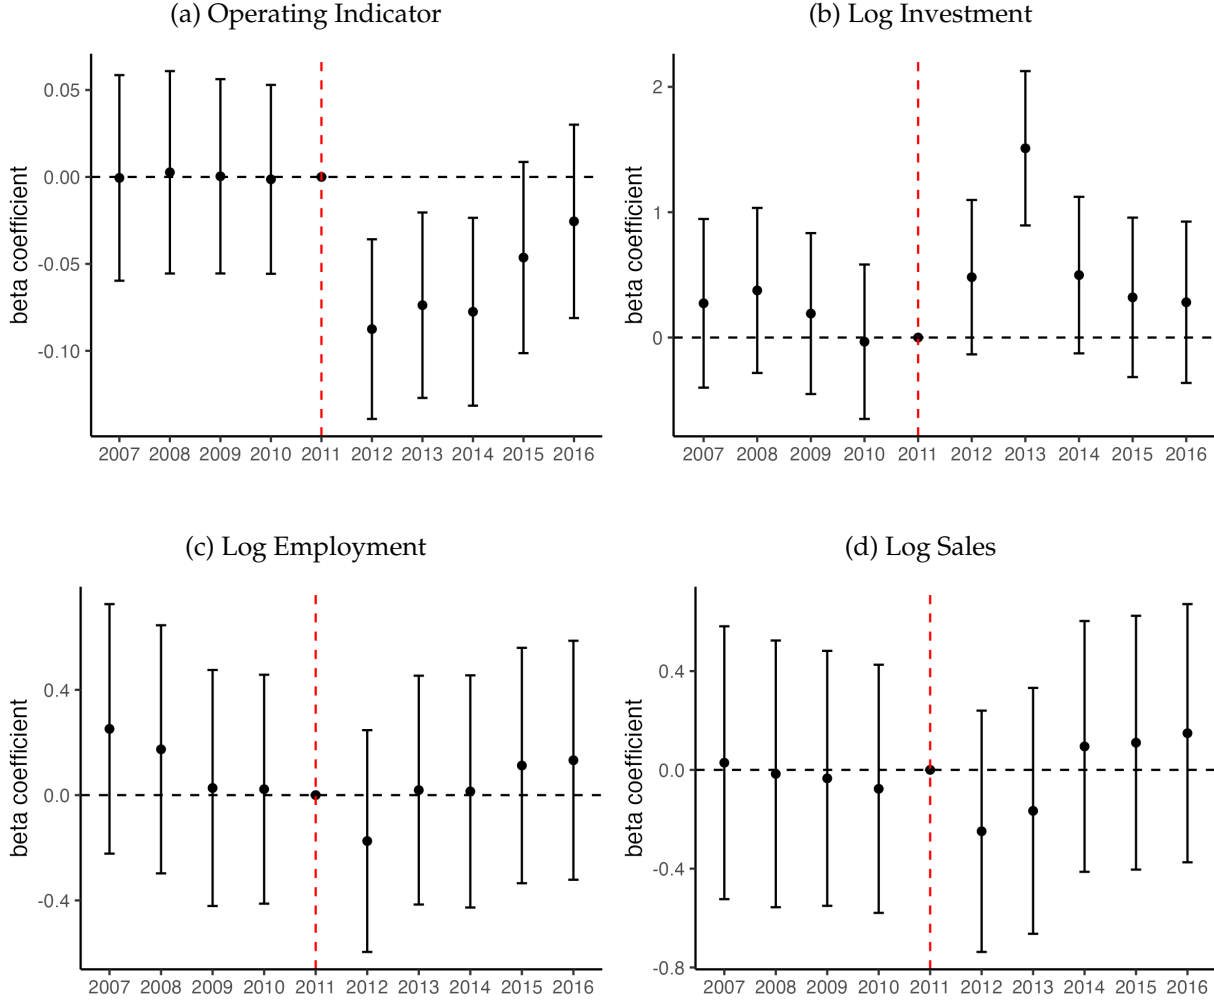 (a) Operating Indicator
beta coefficient
0.05
0.00
-0.05
-0.10
2007 2008 2009 2010 2011 2012 2013 2014 2015 2016
(b) Log Investment
beta coefficient
2
1
0
2007 2008 2009 2010 2011 2012 2013 2014 2015 2016
(c) Log Employment
beta coefficient
0.4
0.0
-0.4
2007 2008 2009 2010 2011 2012 2013 2014 2015 2016
(d) Log Sales
beta coefficient
0.4
0.0
-0.4
-0.8
2007 2008 2009 2010 2011 2012 2013 2014 2015 2016